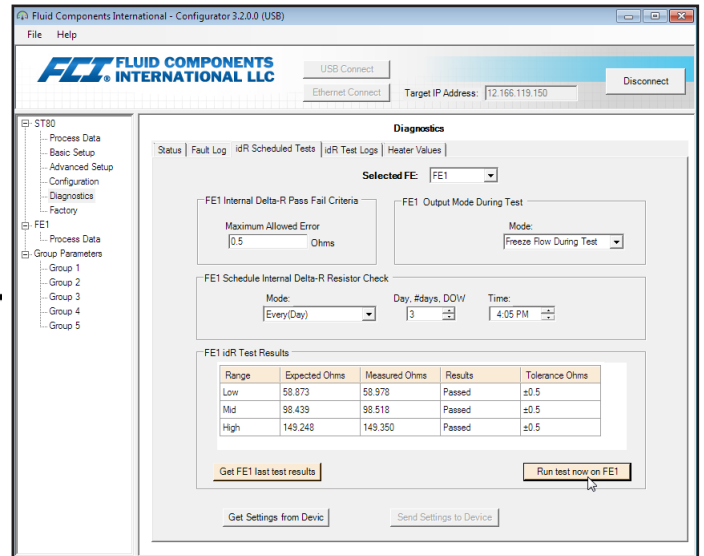 Fluid Components International - Configurator 3.2.0.0 (USB)
File Help
FCI FLUID COMPONENTS
INTERNATIONAL LLC
USB Connect
Ethernet Connect
Target IP Address: 12.166.119.150
Disconnect
ST80
Process Data
Basic Setup
Advanced Setup
Configuration
Diagnostics
Factory
FE1
Process Data
Group Parameters
Group 1
Group 2
Group 3
Group 4
Group 5
Diagnostics
Status Fault Log idR Scheduled Tests idR Test Logs Heater Values
Selected FE: FE1
FE1 Internal Delta-R Pass Fail Criteria
Maximum Allowed Error
0.5 Ohms
FE1 Output Mode During Test
Mode:
Freeze Flow During Test
FE1 Schedule Internal Delta-R Resistor Check
Mode: Day, #days, DOW Time:
Every(Day) 3 4:05 PM
FE1 idR Test Results
Range Expected Ohms Measured Ohms Results Tolerance Ohms
Low 58.873 58.978 Passed ±0.5
Mid 98.439 98.518 Passed ±0.5
High 149.248 149.350 Passed ±0.5
Get FE1 last test results
Run test now on FE1
Get Settings from Devic
Send Settings to Device